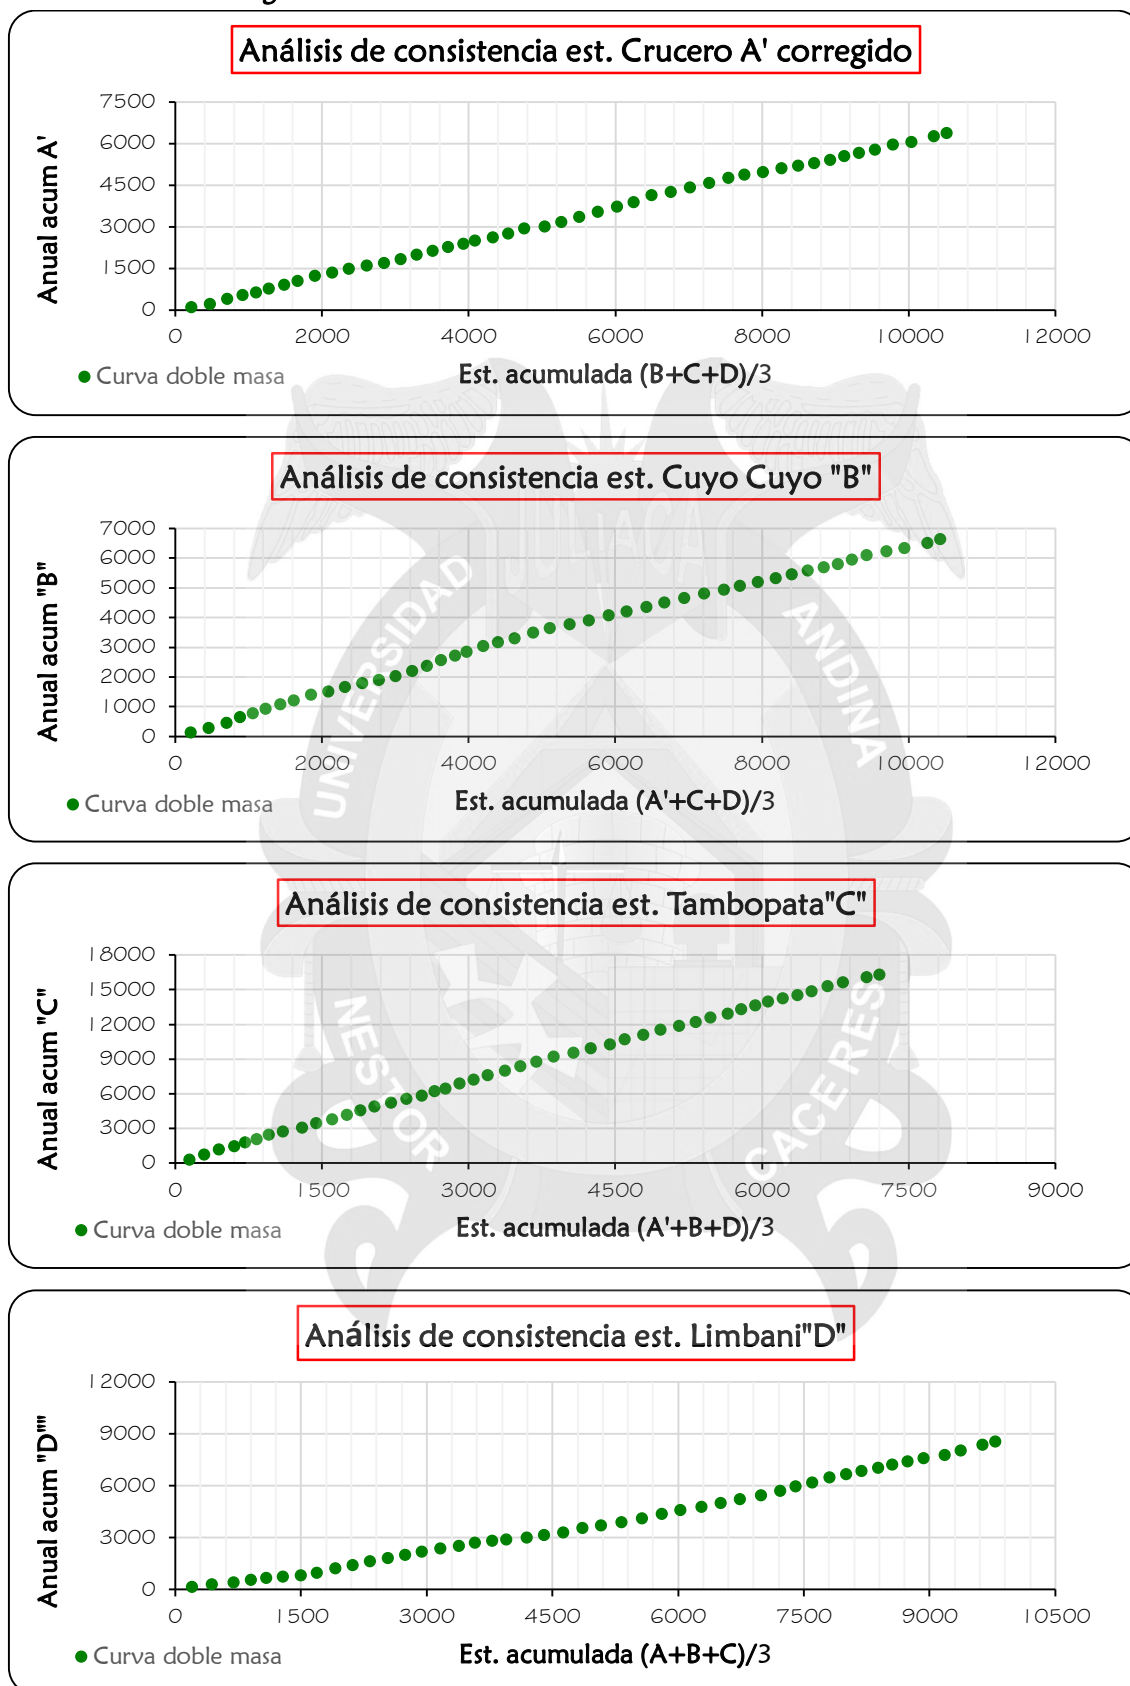 Análisis de consistencia est. Crucero A' corregido
7500
6000
4500
3000
1500
0
Anual acum A'
0 2000 4000 6000 8000 10000 12000
Curva doble masa
Est. acumulada (B+C+D)/3
Análisis de consistencia est. Cuyo Cuyo "B"
7000
6000
5000
4000
3000
2000
1000
0
Anual acum "B"
0 2000 4000 6000 8000 10000 12000
Curva doble masa
Est. acumulada (A'+C+D)/3
Análisis de consistencia est. Tambopata"C"
18000
15000
12000
9000
6000
3000
0
Anual acum "C"
0 1500 3000 4500 6000 7500 9000
Curva doble masa
Est. acumulada (A'+B+D)/3
Análisis de consistencia est. Limbani"D"
12000
9000
6000
3000
0
Anual acum "D""
0 1500 3000 4500 6000 7500 9000 10500
Curva doble masa
Est. acumulada (A+B+C)/3
UNIVERSIDAD
ANDINA
NESTOR
CACERES
JULIACA